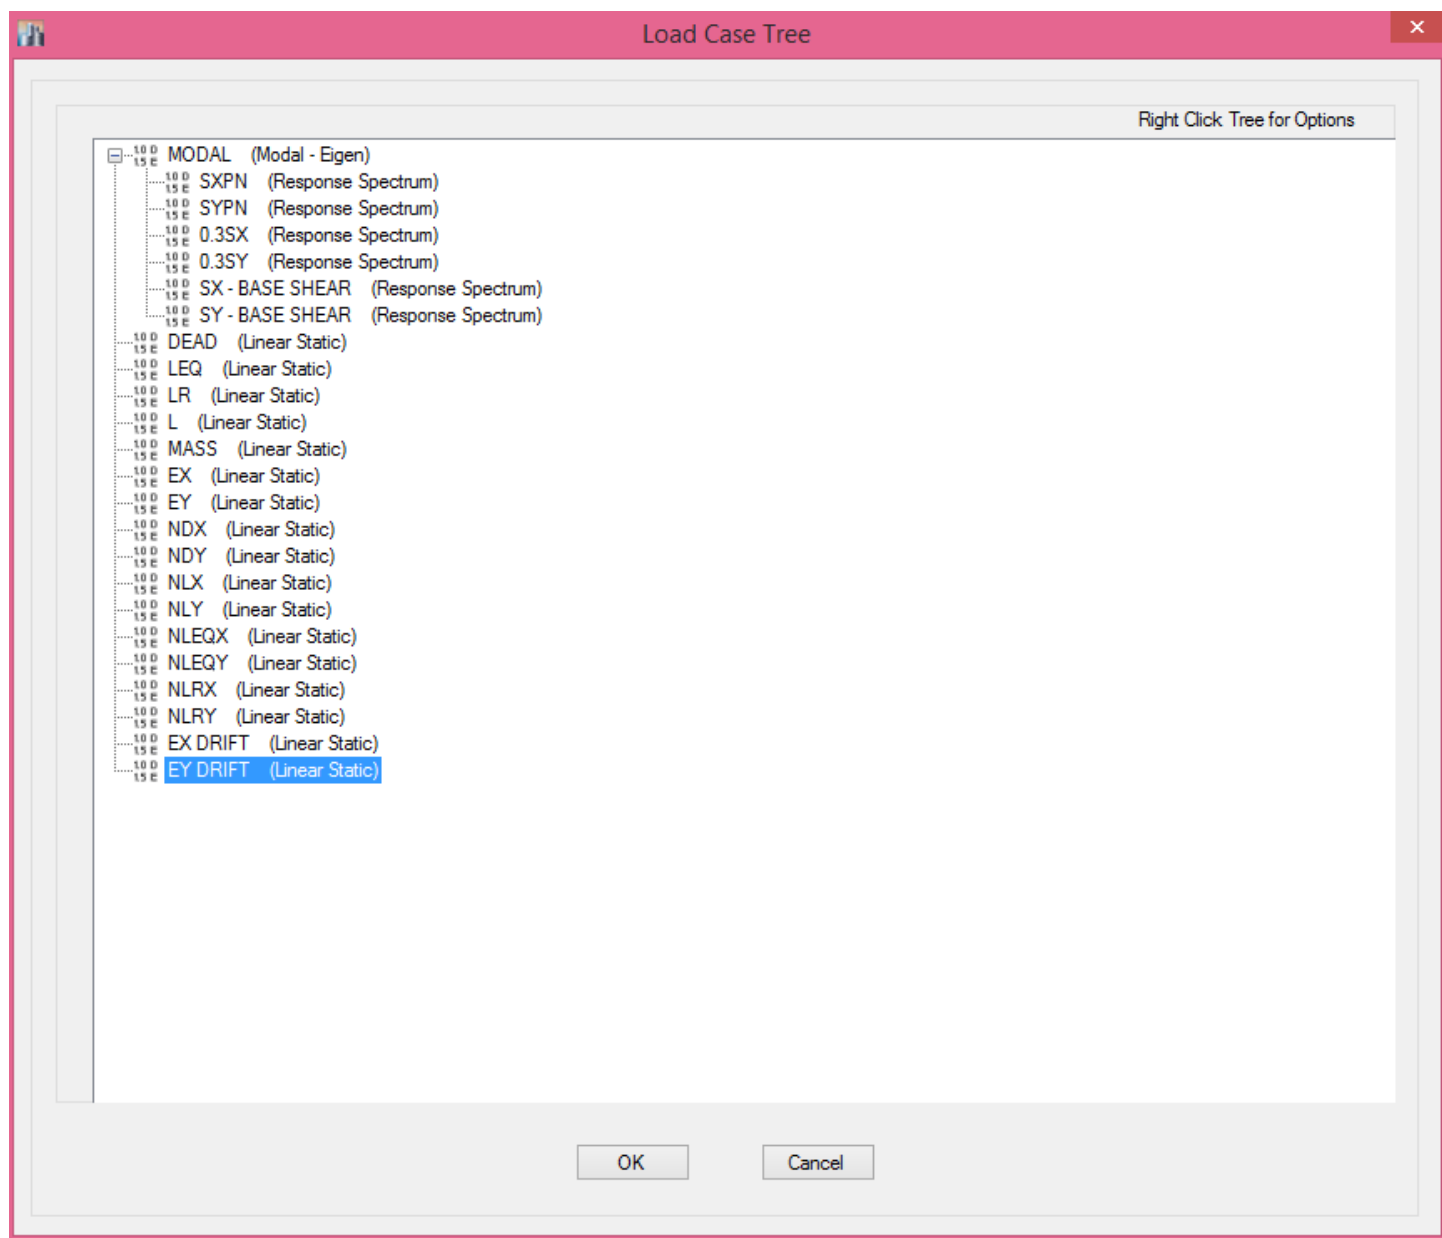 Load Case Tree
Right Click Tree for Options
MODAL (Modal - Eigen)
SXPN (Response Spectrum)
SYPN (Response Spectrum)
0.3SX (Response Spectrum)
0.3SY (Response Spectrum)
SX - BASE SHEAR (Response Spectrum)
SY - BASE SHEAR (Response Spectrum)
DEAD (Linear Static)
LEQ (Linear Static)
LR (Linear Static)
L (Linear Static)
MASS (Linear Static)
EX (Linear Static)
EY (Linear Static)
NDX (Linear Static)
NDY (Linear Static)
NLX (Linear Static)
NLY (Linear Static)
NLEQX (Linear Static)
NLEQY (Linear Static)
NLRX (Linear Static)
NLRY (Linear Static)
EX DRIFT (Linear Static)
EY DRIFT (Linear Static)
OK Cancel